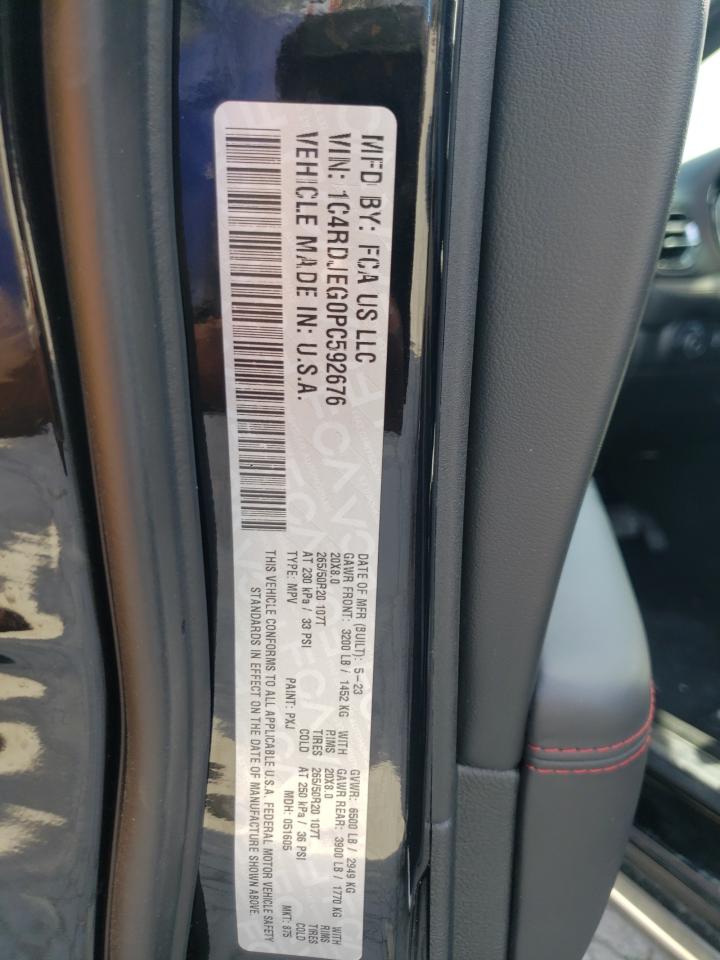 MFD BY: FCA US LLC
VIN: 1C4RDJEG0PC592676
VEHICLE MADE IN: U.S.A.
DATE OF MFR (BUILT): 5-23 GVWR: 6500 LB / 2949 KG
GAWR FRONT: 3200 LB / 1452 KG WITH GAWR REAR: 3900 LB / 1770 KG WITH
20X8.0 RIMS 20X8.0 RIMS
265/50R20 107T TIRES 265/50R20 107T TIRES
AT 230 kPa / 33 PSI COLD AT 250 kPa / 36 PSI COLD
TYPE: MPV PAINT: PXJ MDH: 051605 MKT: 875
THIS VEHICLE CONFORMS TO ALL APPLICABLE U.S.A. FEDERAL MOTOR VEHICLE SAFETY
STANDARDS IN EFFECT ON THE DATE OF MANUFACTURE SHOWN ABOVE.